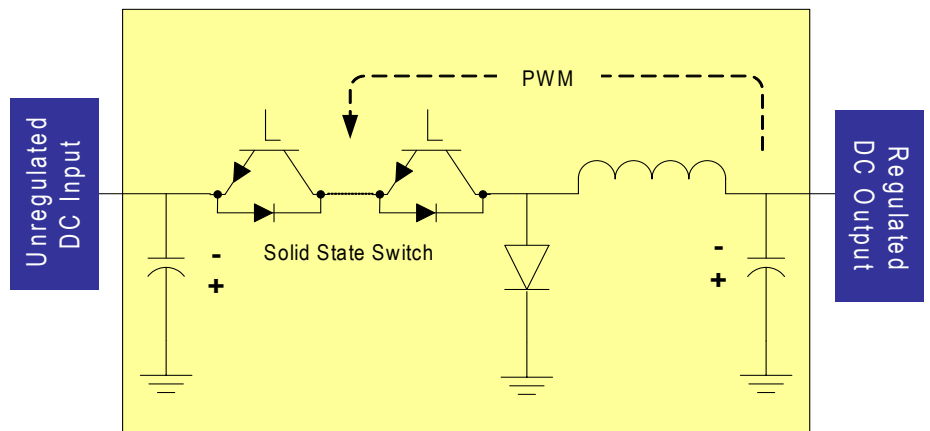 PWM
Unregulated
DC Input
Regulated
DC Output
-
+
Solid State Switch
-
+